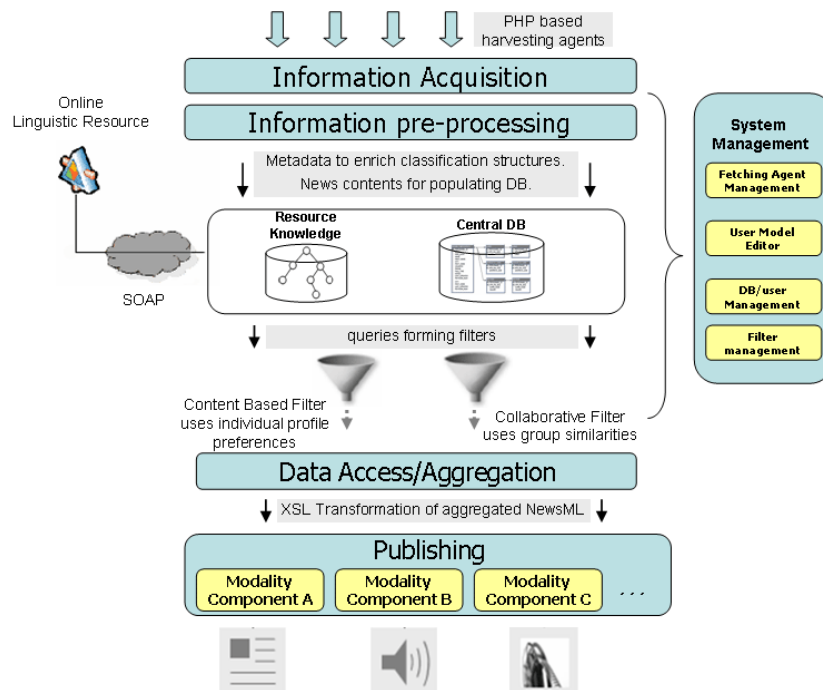 PHP based
harvesting agents
Information Acquisition
Online
Linguistic Resource
Information pre-processing
System
Management
Metadata to enrich classification structures.
News contents for populating DB.
Fetching Agent
Management
Resource
Knowledge
Central DB
User Model
Editor
SOAP
DB/user
Management
queries forming filters
Filter
management
Content Based Filter
uses individual profile
preferences
Collaborative Filter
uses group similarities
Data Access/Aggregation
XSL Transformation of aggregated NewsML
Publishing
Modality
Component A
Modality
Component B
Modality
Component C
...